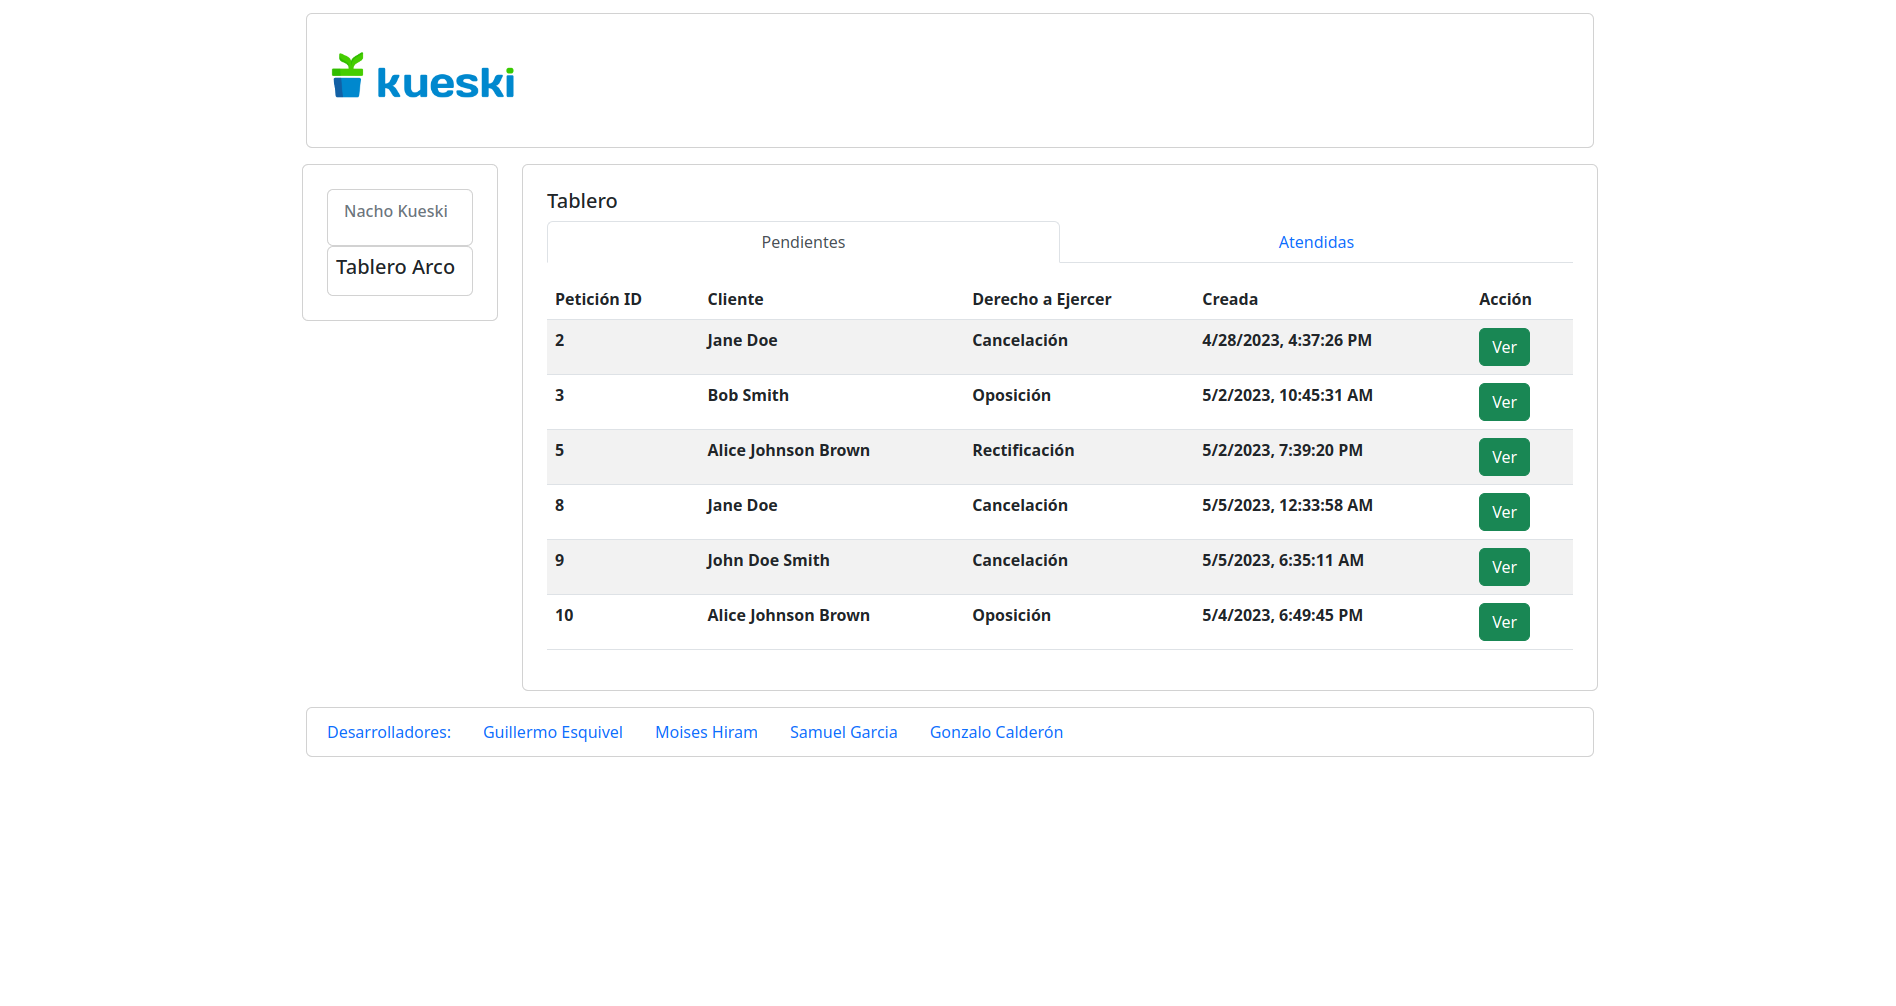 kueski
Nacho Kueski
Tablero Arco
Tablero
Pendientes Atendidas
Petición ID Cliente Derecho a Ejercer Creada Acción
2 Jane Doe Cancelación 4/28/2023, 4:37:26 PM Ver
3 Bob Smith Oposición 5/2/2023, 10:45:31 AM Ver
5 Alice Johnson Brown Rectificación 5/2/2023, 7:39:20 PM Ver
8 Jane Doe Cancelación 5/5/2023, 12:33:58 AM Ver
9 John Doe Smith Cancelación 5/5/2023, 6:35:11 AM Ver
10 Alice Johnson Brown Oposición 5/4/2023, 6:49:45 PM Ver
Desarrolladores: Guillermo Esquivel Moises Hiram Samuel Garcia Gonzalo Calderón